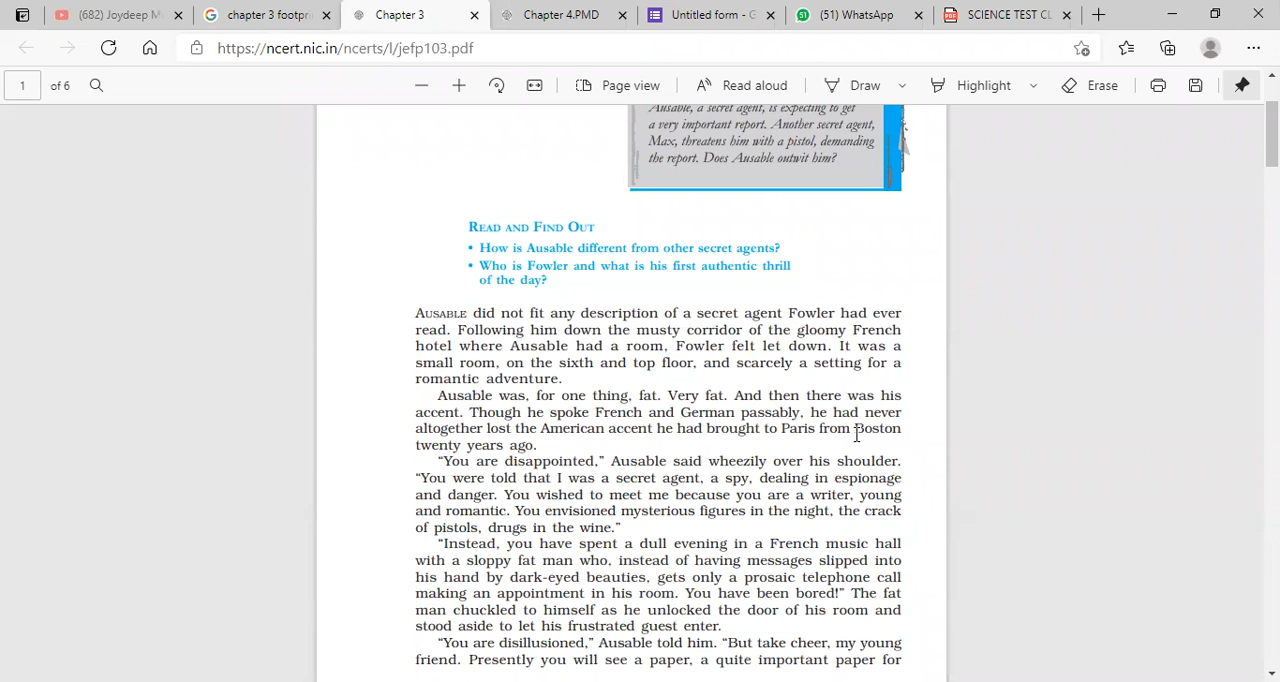 (682) Joydeep M
chapter 3 footpri
Chapter 3
Chapter 4.PMD
Untitled form - G
(51) WhatsApp
PDF
SCIENCE TEST CL
https://ncert.nic.in/ncerts/l/jefp103.pdf
1 of 6
Page view
Read aloud
Draw
Highlight
Erase
Ausable, a secret agent, is expecting to get
a very important report. Another secret agent,
Max, threatens him with a pistol, demanding
the report. Does Ausable outwit him?
READ AND FIND OUT
• How is Ausable different from other secret agents?
• Who is Fowler and what is his first authentic thrill
of the day?
AUSABLE did not fit any description of a secret agent Fowler had ever
read. Following him down the musty corridor of the gloomy French
hotel where Ausable had a room, Fowler felt let down. It was a
small room, on the sixth and top floor, and scarcely a setting for a
romantic adventure.
Ausable was, for one thing, fat. Very fat. And then there was his
accent. Though he spoke French and German passably, he had never
altogether lost the American accent he had brought to Paris from Boston
twenty years ago.
“You are disappointed,” Ausable said wheezily over his shoulder.
“You were told that I was a secret agent, a spy, dealing in espionage
and danger. You wished to meet me because you are a writer, young
and romantic. You envisioned mysterious figures in the night, the crack
of pistols, drugs in the wine.”
“Instead, you have spent a dull evening in a French music hall
with a sloppy fat man who, instead of having messages slipped into
his hand by dark-eyed beauties, gets only a prosaic telephone call
making an appointment in his room. You have been bored!” The fat
man chuckled to himself as he unlocked the door of his room and
stood aside to let his frustrated guest enter.
“You are disillusioned,” Ausable told him. “But take cheer, my young
friend. Presently you will see a paper, a quite important paper for